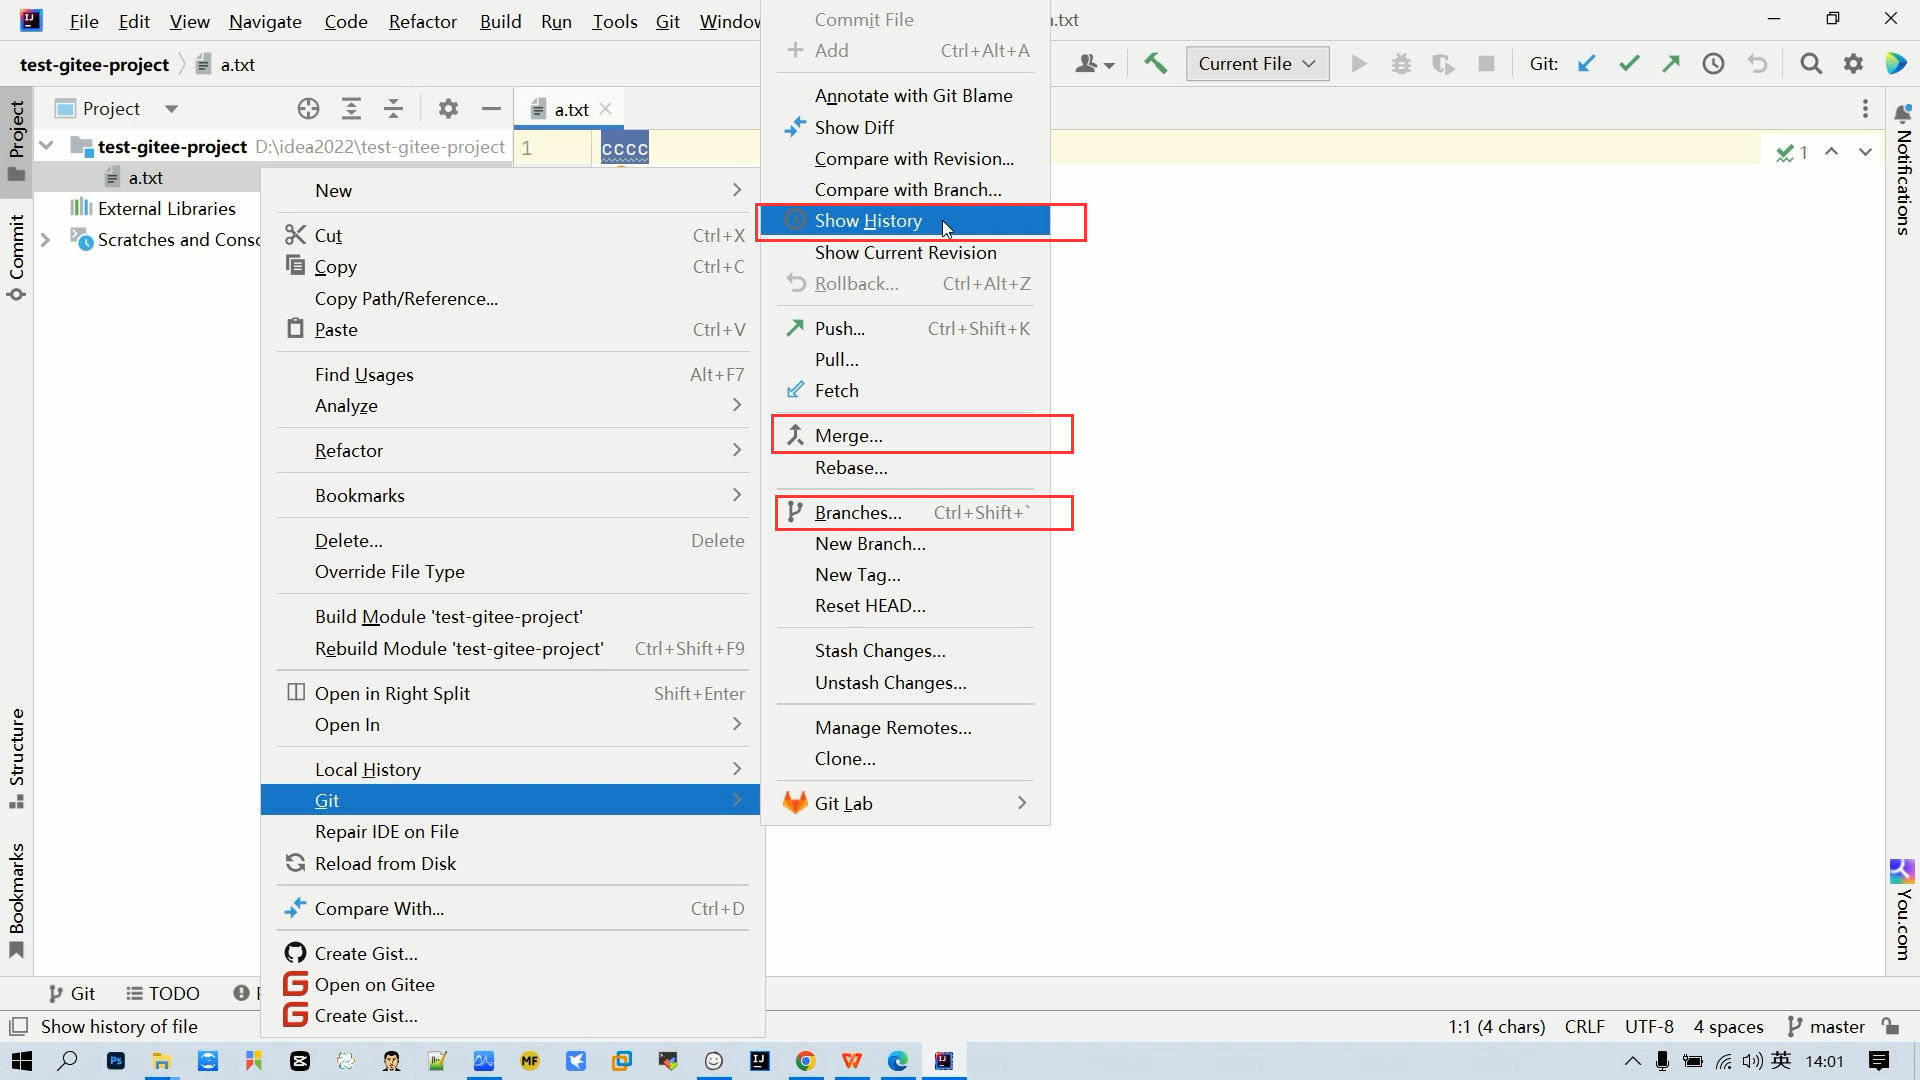 File Edit View Navigate Code Refactor Build Run Tools Git Window
.txt
test-gitee-project a.txt
Current File
Git:
Project
a.txt
test-gitee-project D:\idea2022\test-gitee-project
a.txt
External Libraries
Scratches and Conso
1
cccc
1
New
Cut Ctrl+X
Copy Ctrl+C
Copy Path/Reference...
Paste Ctrl+V
Find Usages Alt+F7
Analyze
Refactor
Bookmarks
Delete... Delete
Override File Type
Build Module 'test-gitee-project'
Rebuild Module 'test-gitee-project' Ctrl+Shift+F9
Open in Right Split Shift+Enter
Open In
Local History
Git
Repair IDE on File
Reload from Disk
Compare With... Ctrl+D
Create Gist...
Open on Gitee
Create Gist...
Commit File
Add Ctrl+Alt+A
Annotate with Git Blame
Show Diff
Compare with Revision...
Compare with Branch...
Show History
Show Current Revision
Rollback... Ctrl+Alt+Z
Push... Ctrl+Shift+K
Pull...
Fetch
Merge...
Rebase...
Branches... Ctrl+Shift+`
New Branch...
New Tag...
Reset HEAD...
Stash Changes...
Unstash Changes...
Manage Remotes...
Clone...
Git Lab
Project
Commit
Structure
Bookmarks
Notifications
You.com
Git TODO
Show history of file
1:1 (4 chars) CRLF UTF-8 4 spaces master
英 14:01